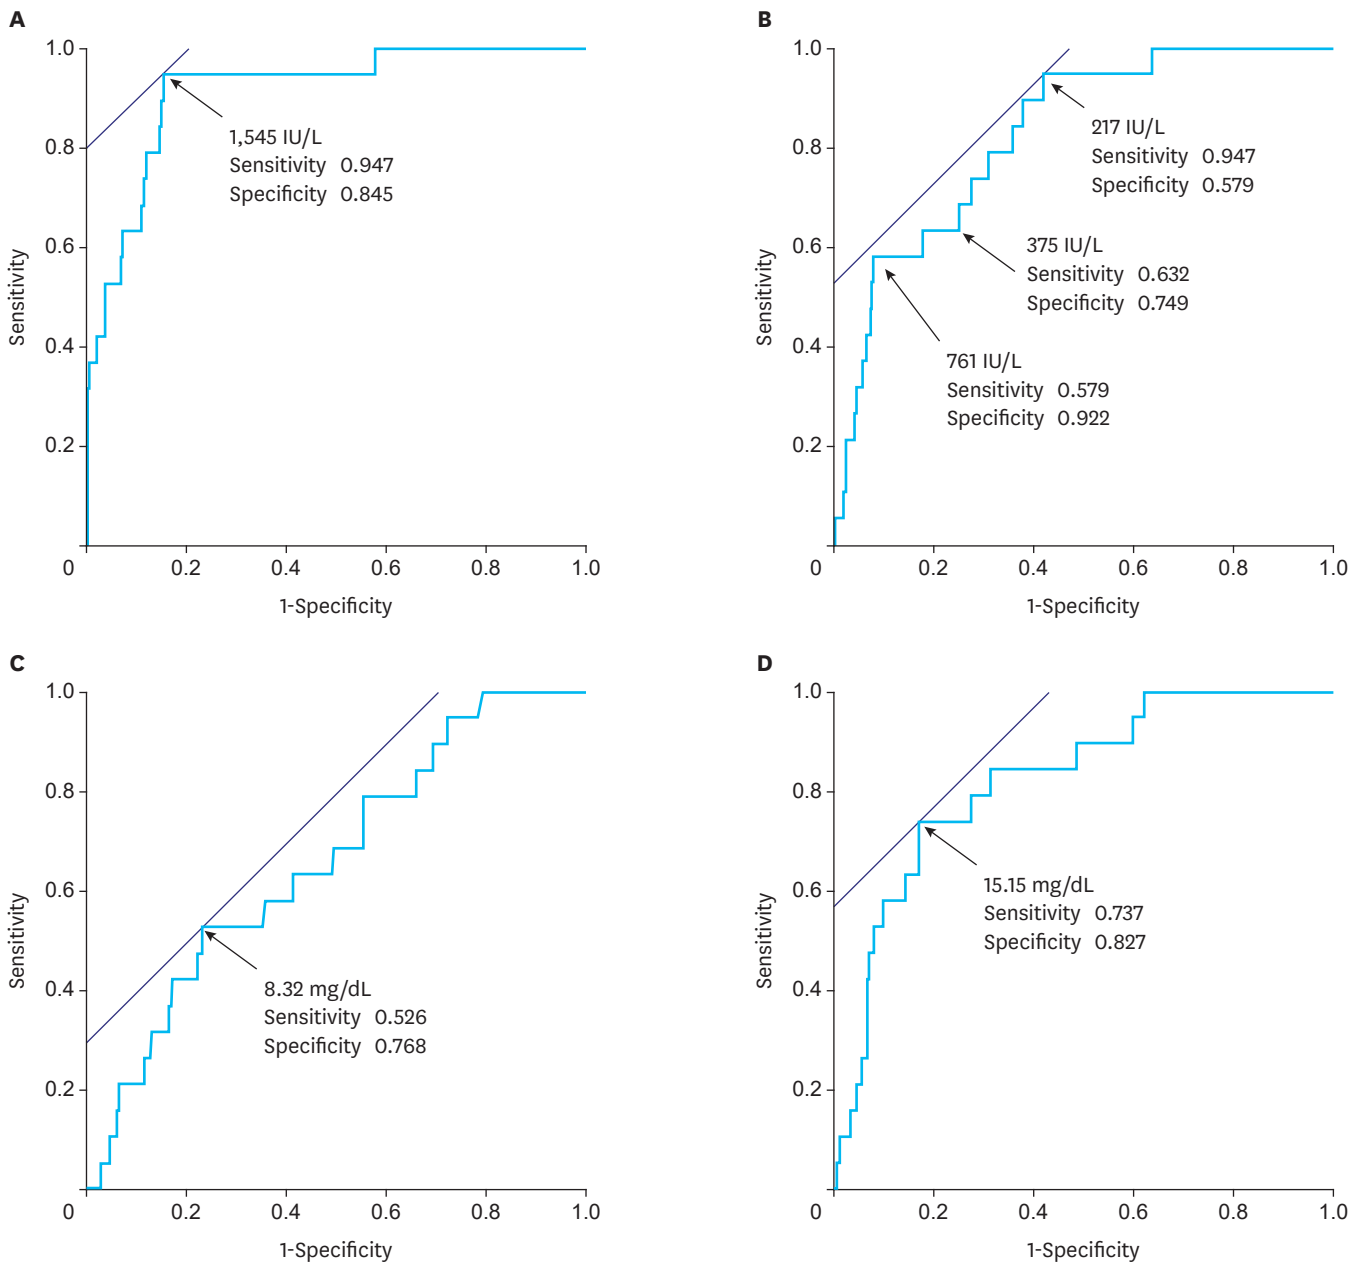 A
1.0
0.8
0.6
0.4
0.2
0
0.2
0.4
0.6
0.8
1.0
Sensitivity
1-Specificity
1,545 IU/L
Sensitivity 0.947
Specificity 0.845
B
1.0
0.8
0.6
0.4
0.2
0
0.2
0.4
0.6
0.8
1.0
Sensitivity
1-Specificity
217 IU/L
Sensitivity 0.947
Specificity 0.579
375 IU/L
Sensitivity 0.632
Specificity 0.749
761 IU/L
Sensitivity 0.579
Specificity 0.922
C
1.0
0.8
0.6
0.4
0.2
0
0.2
0.4
0.6
0.8
1.0
Sensitivity
1-Specificity
8.32 mg/dL
Sensitivity 0.526
Specificity 0.768
D
1.0
0.8
0.6
0.4
0.2
0
0.2
0.4
0.6
0.8
1.0
Sensitivity
1-Specificity
15.15 mg/dL
Sensitivity 0.737
Specificity 0.827